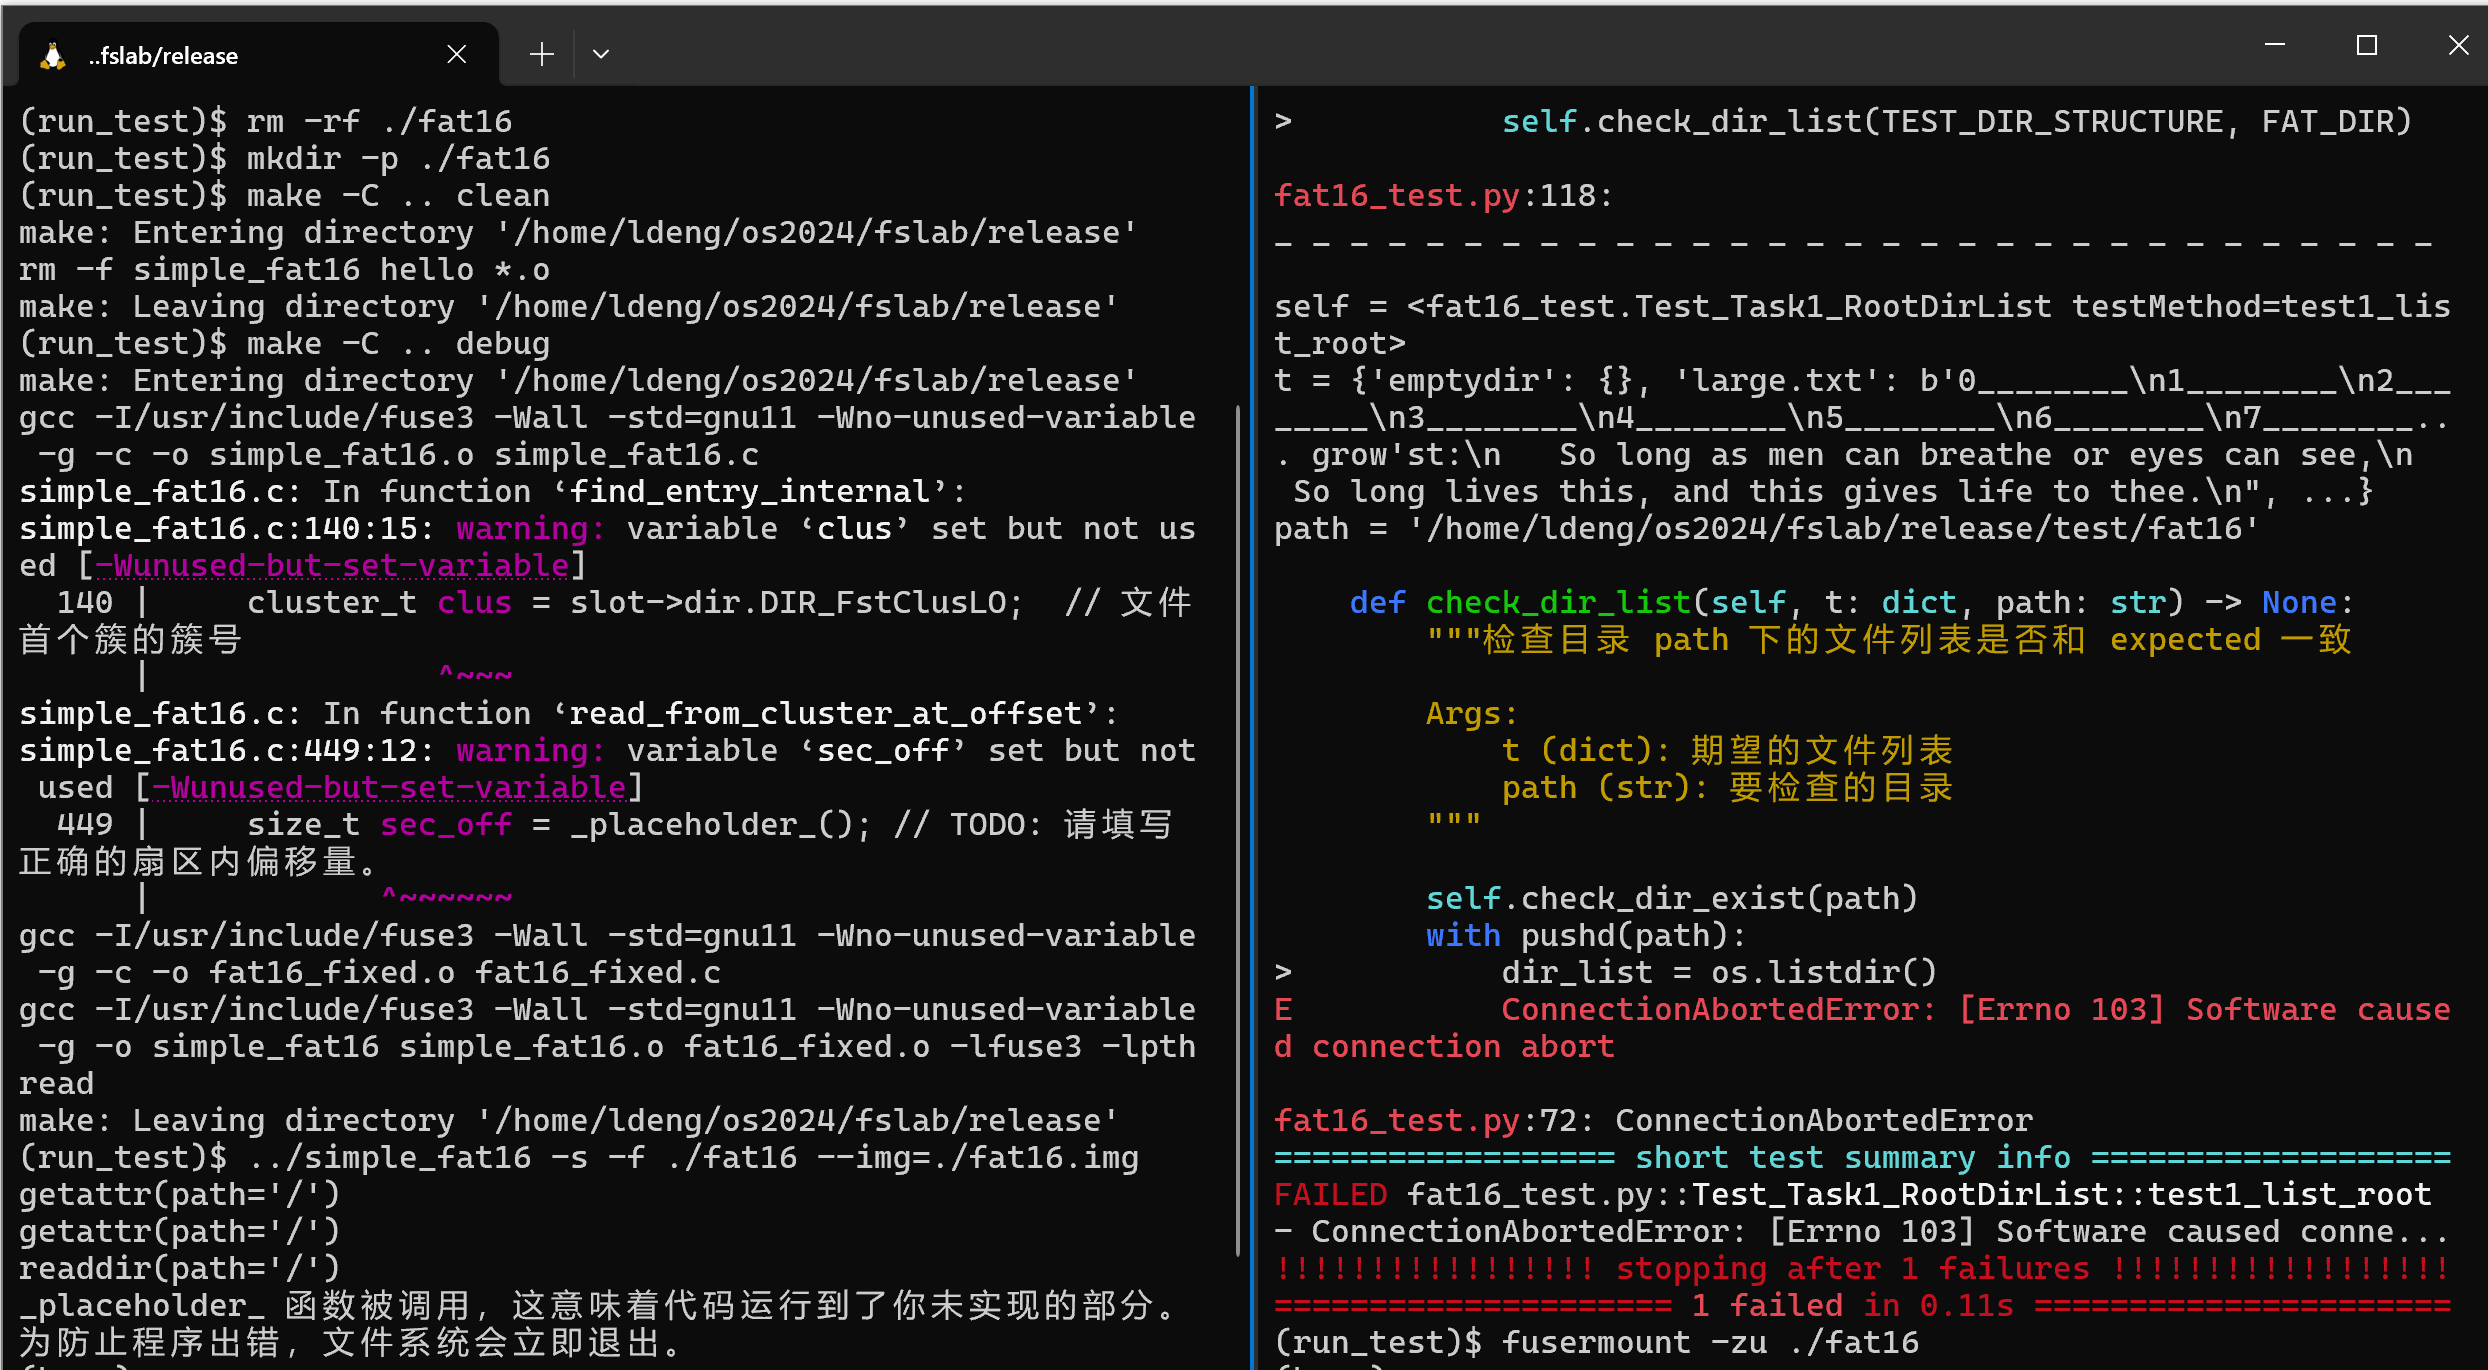 ..fslab/release
(run_test)$ rm -rf ./fat16
(run_test)$ mkdir -p ./fat16
(run_test)$ make -C .. clean
make: Entering directory '/home/ldeng/os2024/fslab/release'
rm -f simple_fat16 hello *.o
make: Leaving directory '/home/ldeng/os2024/fslab/release'
(run_test)$ make -C .. debug
make: Entering directory '/home/ldeng/os2024/fslab/release'
gcc -I/usr/include/fuse3 -Wall -std=gnu11 -Wno-unused-variable
 -g -c -o simple_fat16.o simple_fat16.c
simple_fat16.c: In function ‘find_entry_internal’:
simple_fat16.c:140:15: warning: variable ‘clus’ set but not us
ed [-Wunused-but-set-variable]
  140 |     cluster_t clus = slot->dir.DIR_FstClusLO;  // 文件
首个簇的簇号
      |               ^~~~
simple_fat16.c: In function ‘read_from_cluster_at_offset’:
simple_fat16.c:449:12: warning: variable ‘sec_off’ set but not
 used [-Wunused-but-set-variable]
  449 |     size_t sec_off = _placeholder_(); // TODO: 请填写
正确的扇区内偏移量。
      |            ^~~~~~~
gcc -I/usr/include/fuse3 -Wall -std=gnu11 -Wno-unused-variable
 -g -c -o fat16_fixed.o fat16_fixed.c
gcc -I/usr/include/fuse3 -Wall -std=gnu11 -Wno-unused-variable
 -g -o simple_fat16 simple_fat16.o fat16_fixed.o -lfuse3 -lpth
read
make: Leaving directory '/home/ldeng/os2024/fslab/release'
(run_test)$ ../simple_fat16 -s -f ./fat16 --img=./fat16.img
getattr(path='/')
getattr(path='/')
readdir(path='/')
_placeholder_ 函数被调用，这意味着代码运行到了你未实现的部分。
为防止程序出错，文件系统会立即退出。
>           self.check_dir_list(TEST_DIR_STRUCTURE, FAT_DIR)
fat16_test.py:118:
_ _ _ _ _ _ _ _ _ _ _ _ _ _ _ _ _ _ _ _ _ _ _ _ _ _ _ _ _ _ _
self = <fat16_test.Test_Task1_RootDirList testMethod=test1_lis
t_root>
t = {'emptydir': {}, 'large.txt': b'0________\n1________\n2___
_____\n3________\n4________\n5________\n6________\n7________..
. grow'st:\n   So long as men can breathe or eyes can see,\n
 So long lives this, and this gives life to thee.\n", ...}
path = '/home/ldeng/os2024/fslab/release/test/fat16'
    def check_dir_list(self, t: dict, path: str) -> None:
        """检查目录 path 下的文件列表是否和 expected 一致
        Args:
            t (dict): 期望的文件列表
            path (str): 要检查的目录
        """
        self.check_dir_exist(path)
        with pushd(path):
>           dir_list = os.listdir()
E           ConnectionAbortedError: [Errno 103] Software cause
d connection abort
fat16_test.py:72: ConnectionAbortedError
================== short test summary info ===================
FAILED fat16_test.py::Test_Task1_RootDirList::test1_list_root
- ConnectionAbortedError: [Errno 103] Software caused conne...
!!!!!!!!!!!!!!!!! stopping after 1 failures !!!!!!!!!!!!!!!!!!
===================== 1 failed in 0.11s ======================
(run_test)$ fusermount -zu ./fat16